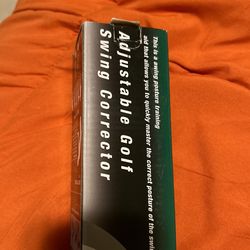 This is a swing posture training
aid that allows you to quickly master the correct posture of the swing
Adjustable Golf
Swing Corrector